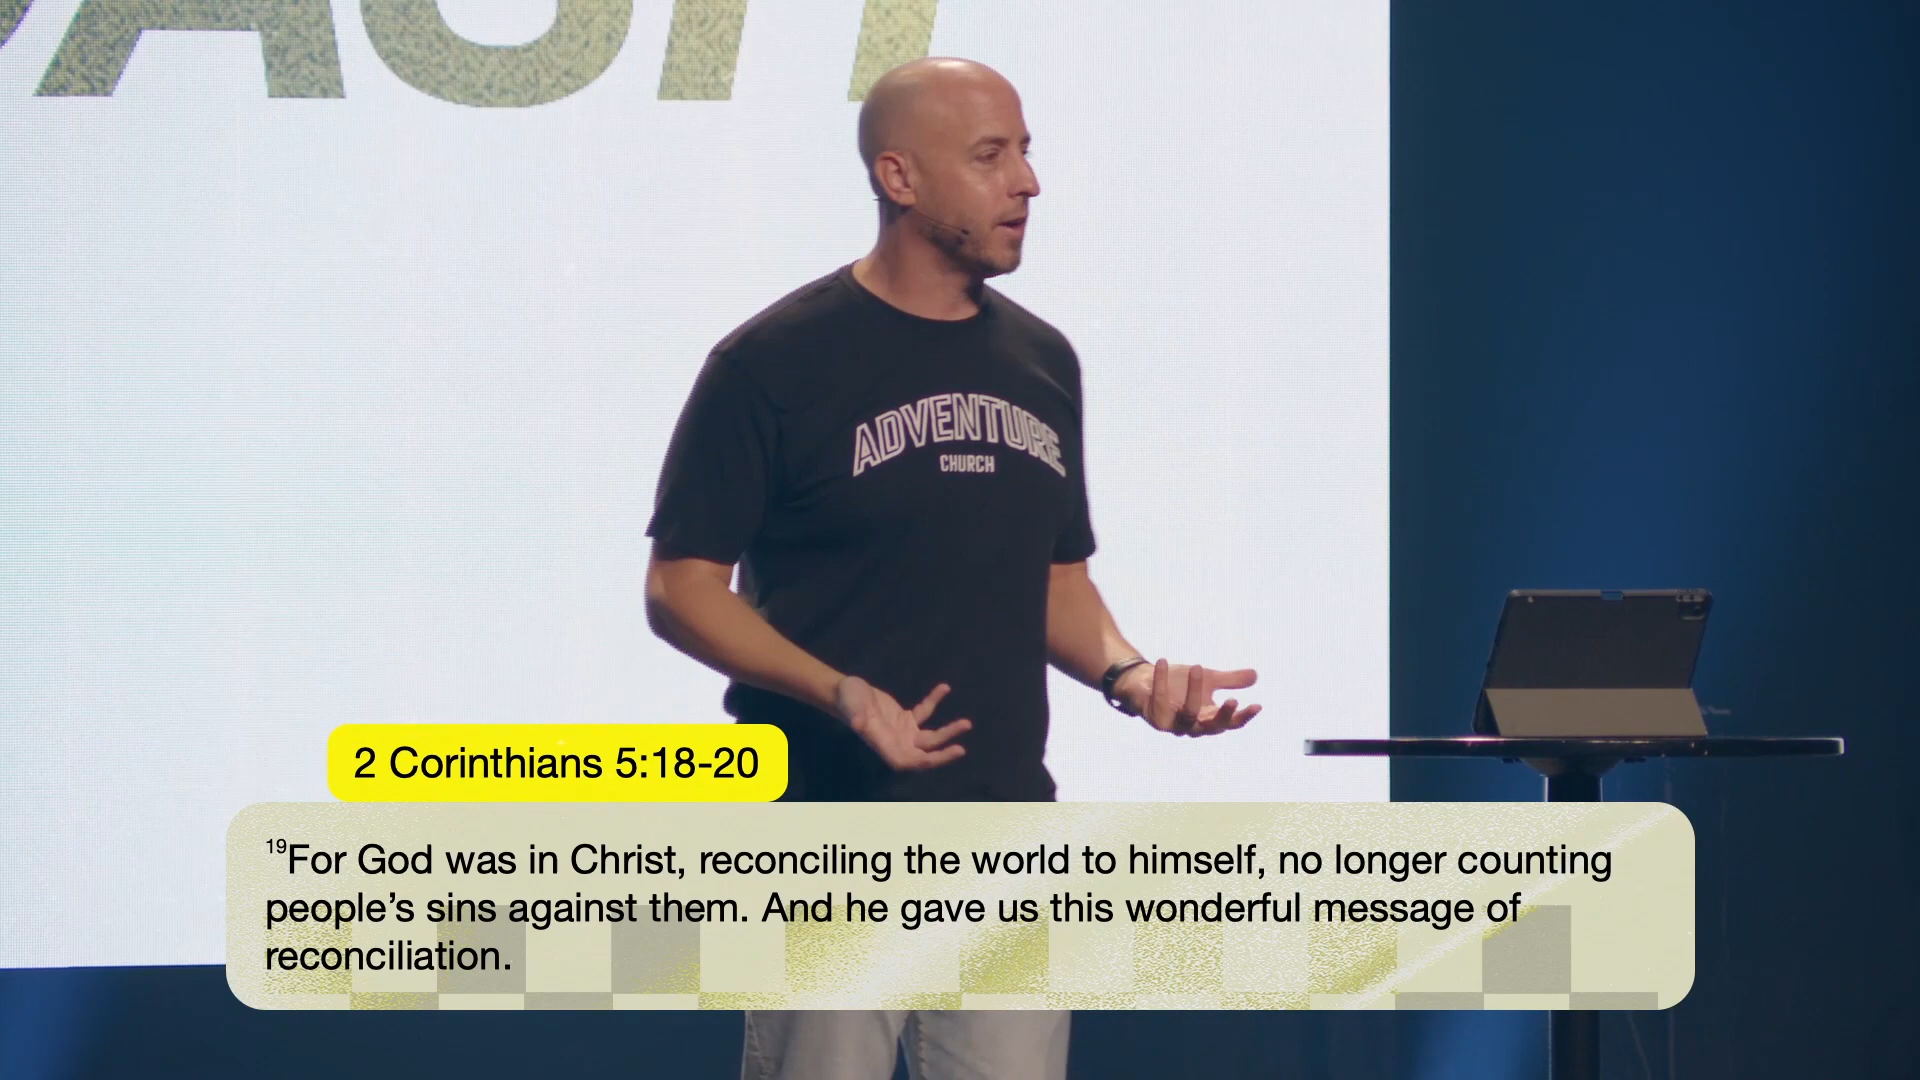 ADVENTURE
CHURCH
2 Corinthians 5:18-20
19For God was in Christ, reconciling the world to himself, no longer counting
people’s sins against them. And he gave us this wonderful message of
reconciliation.